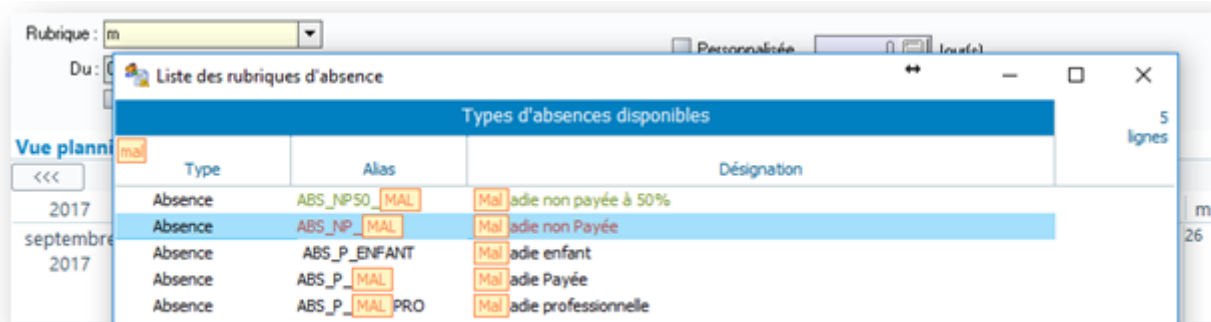 Rubrique : m
Personnalisée 0 Jour(s)
Du :
Liste des rubriques d'absence
Types d'absences disponibles
5
lignes
Vue planni
mal
Type Alias Désignation
<<<
Absence ABS_NP50_MAL Maladie non payée à 50%
2017
m
Absence ABS_NP_MAL Maladie non Payée
septembre
26
Absence ABS_P_ENFANT Maladie enfant
2017
Absence ABS_P_MAL Maladie Payée
Absence ABS_P_MALPRO Maladie professionnelle